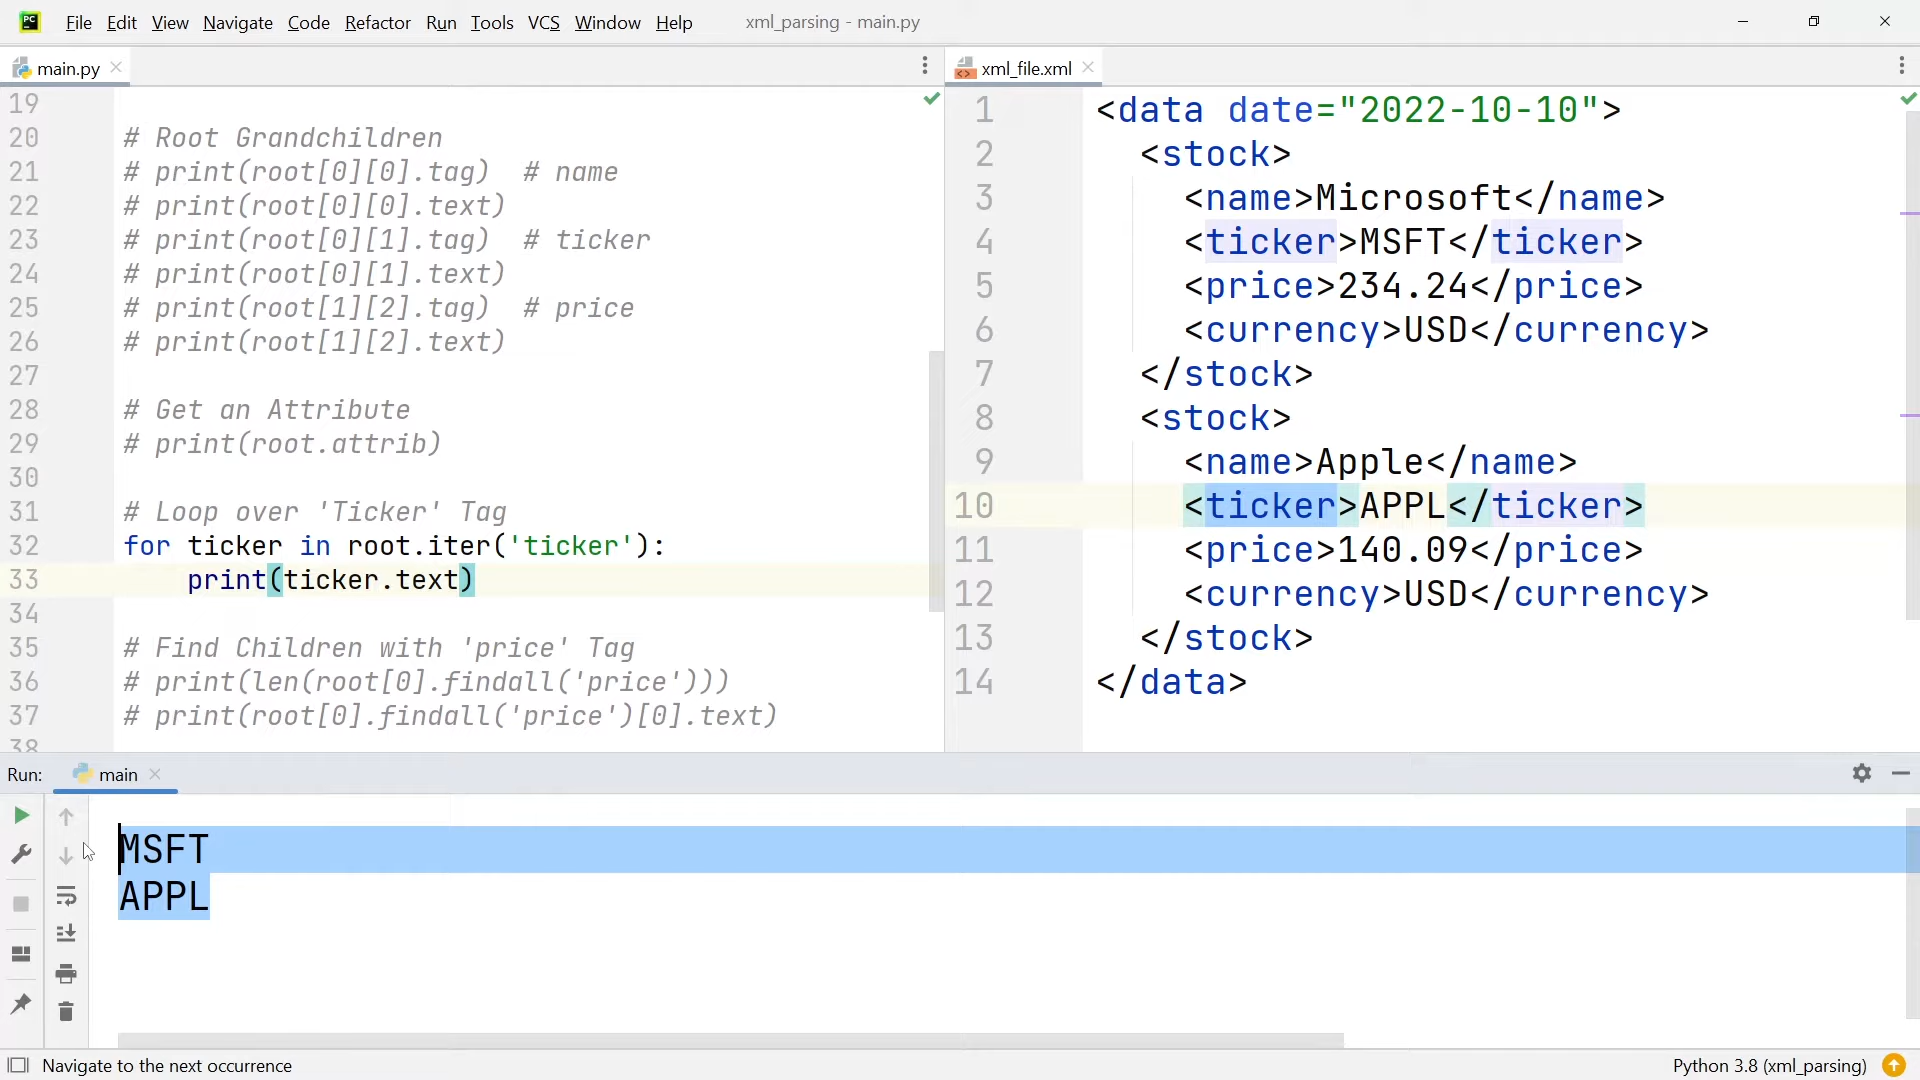 PC File Edit View Navigate Code Refactor Run Tools VCS Window Help xml_parsing - main.py
main.py
19
20 # Root Grandchildren
21 # print(root[0][0].tag)  # name
22 # print(root[0][0].text)
23 # print(root[0][1].tag)  # ticker
24 # print(root[0][1].text)
25 # print(root[1][2].tag)  # price
26 # print(root[1][2].text)
27
28 # Get an Attribute
29 # print(root.attrib)
30
31 # Loop over 'Ticker' Tag
32 for ticker in root.iter('ticker'):
33     print(ticker.text)
34
35 # Find Children with 'price' Tag
36 # print(len(root[0].findall('price')))
37 # print(root[0].findall('price')[0].text)
38
xml_file.xml
1 <data date="2022-10-10">
2   <stock>
3     <name>Microsoft</name>
4     <ticker>MSFT</ticker>
5     <price>234.24</price>
6     <currency>USD</currency>
7   </stock>
8   <stock>
9     <name>Apple</name>
10     <ticker>APPL</ticker>
11     <price>140.09</price>
12     <currency>USD</currency>
13   </stock>
14 </data>
Run: main
MSFT
APPL
Navigate to the next occurrence
Python 3.8 (xml_parsing)